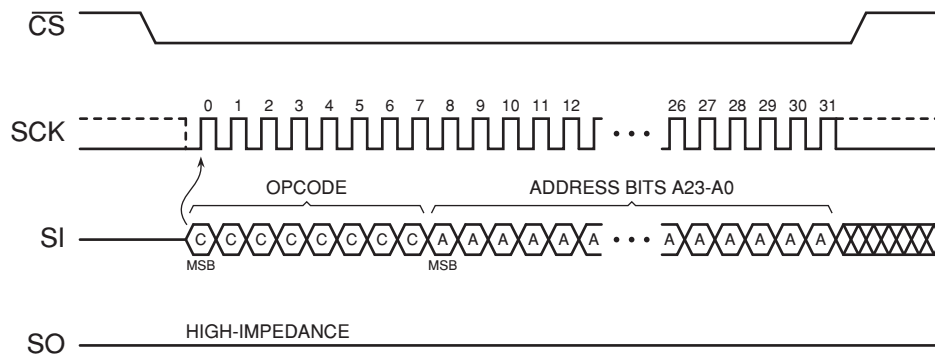 CS
0 1 2 3 4 5 6 7 8 9 10 11 12 26 27 28 29 30 31
SCK
OPCODE ADDRESS BITS A23-A0
SI C C C C C C C C A A A A A A A A A A A A
MSB MSB
HIGH-IMPEDANCE
SO